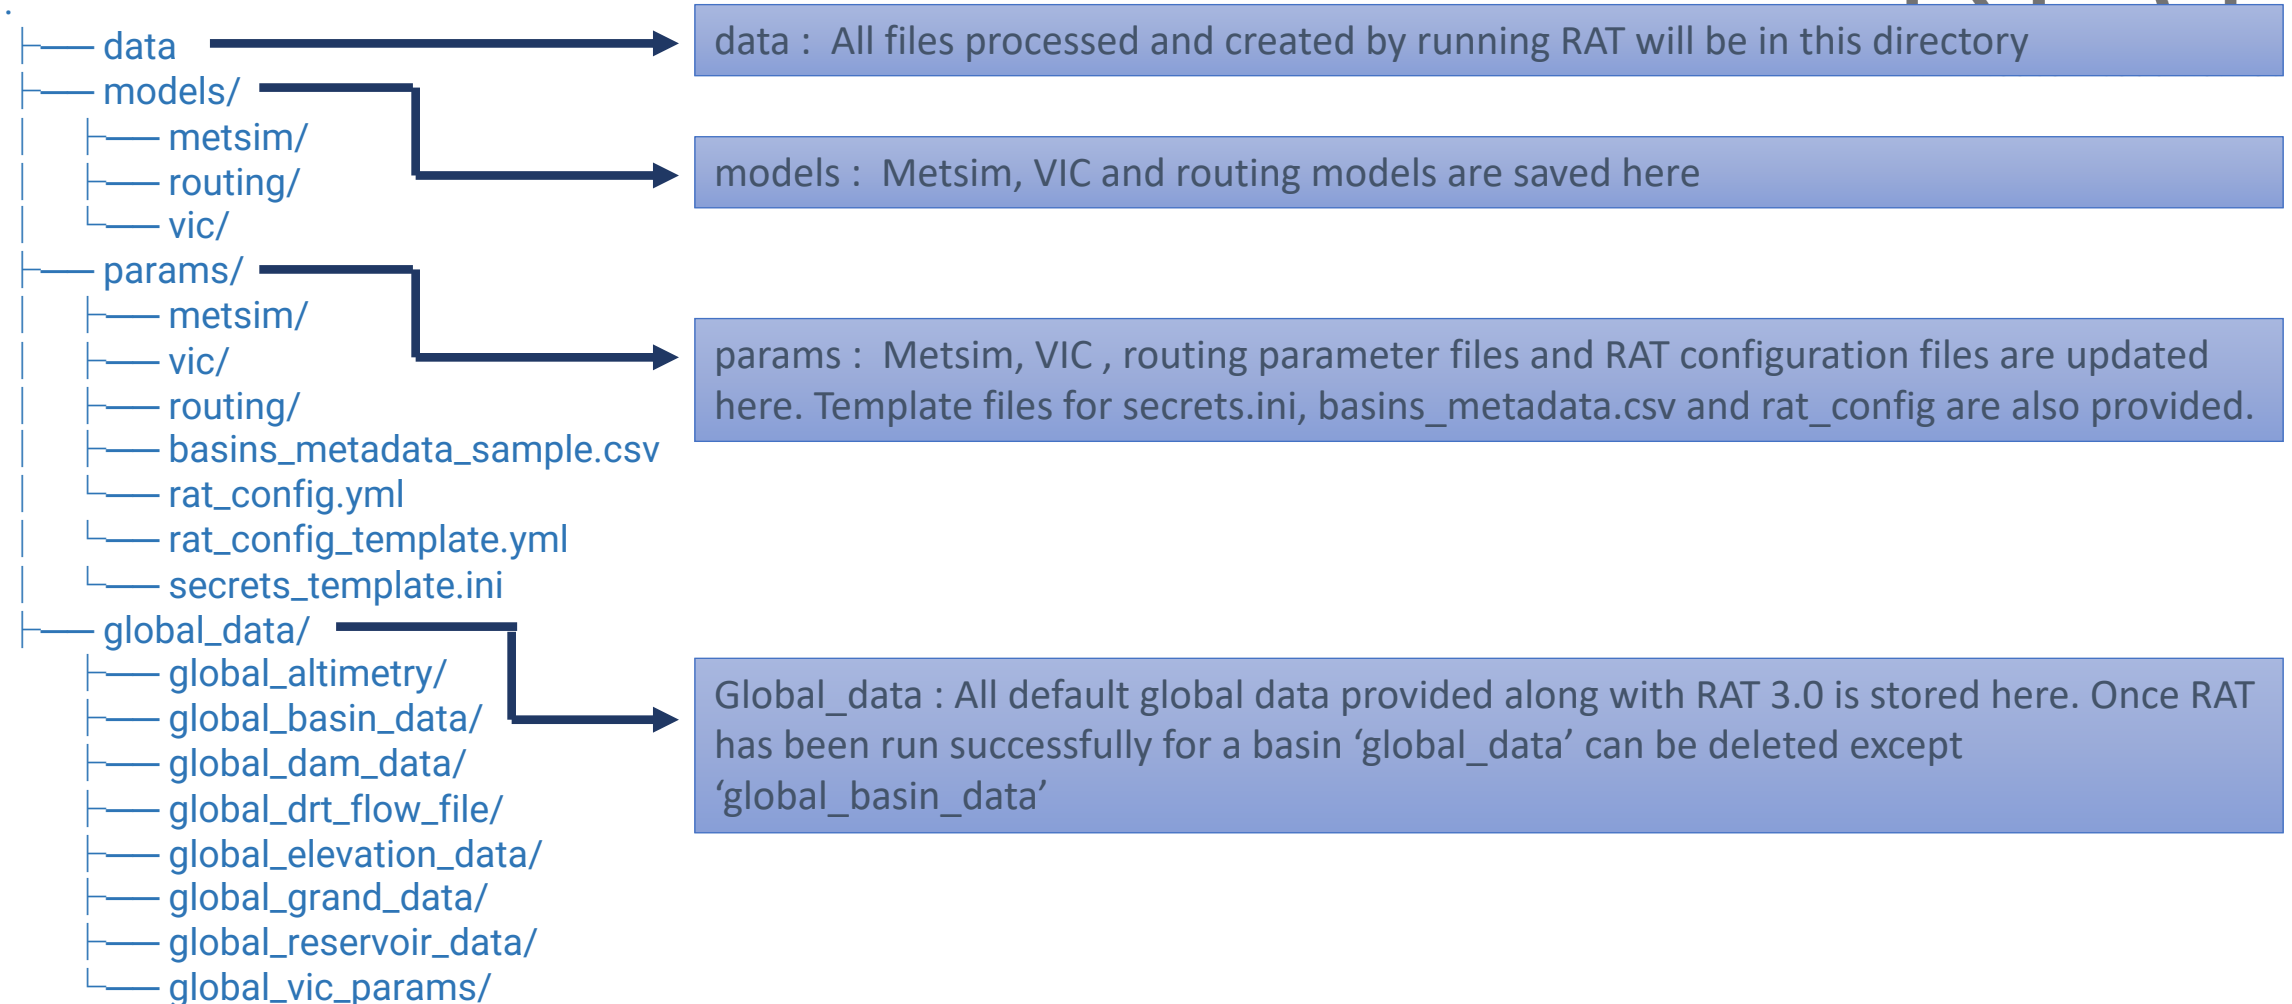 .
├── data
├── models/
│ ├── metsim/
│ ├── routing/
│ └── vic/
├── params/
│ ├── metsim/
│ ├── vic/
│ ├── routing/
│ ├── basins_metadata_sample.csv
│ └── rat_config.yml
│ └── rat_config_template.yml
│ └── secrets_template.ini
├── global_data/
├── global_altimetry/
├── global_basin_data/
├── global_dam_data/
├── global_drt_flow_file/
├── global_elevation_data/
├── global_grand_data/
├── global_reservoir_data/
└── global_vic_params/
data : All files processed and created by running RAT will be in this directory
models : Metsim, VIC and routing models are saved here
params : Metsim, VIC , routing parameter files and RAT configuration files are updated
here. Template files for secrets.ini, basins_metadata.csv and rat_config are also provided.
Global_data : All default global data provided along with RAT 3.0 is stored here. Once RAT
has been run successfully for a basin ‘global_data’ can be deleted except
‘global_basin_data’